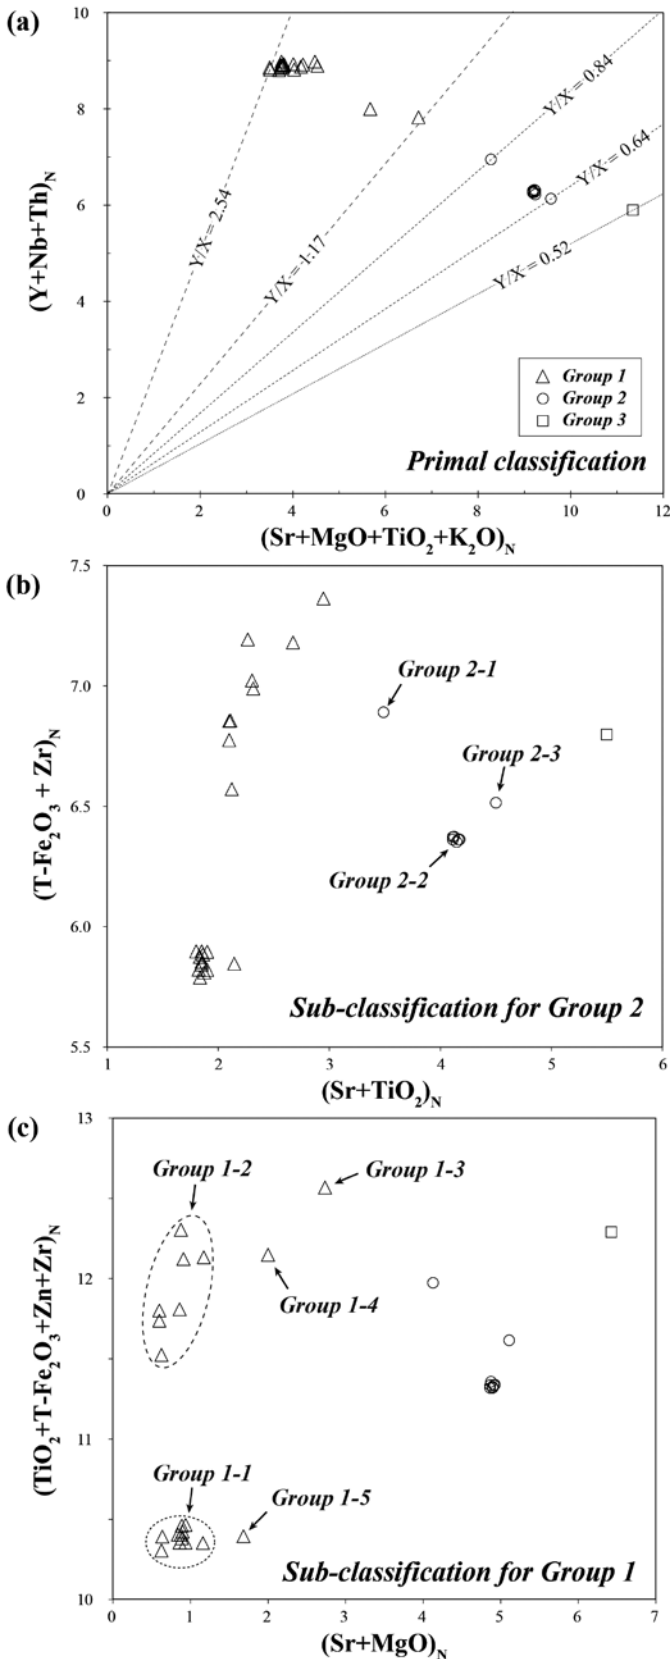 (a)
10
8
6
4
2
0
(Y+Nb+Th)N
Y/X = 2.54
Y/X = 1.17
Y/X = 0.84
Y/X = 0.64
Y/X = 0.52
Group 1
Group 2
Group 3
Primal classification
0 2 4 6 8 10 12
(Sr+MgO+TiO2+K2O)N
(b)
7.5
7.0
6.5
6.0
5.5
(T-Fe2O3 + Zr)N
Group 2-1
Group 2-3
Group 2-2
Sub-classification for Group 2
1 2 3 4 5 6
(Sr+TiO2)N
(c)
13
12
11
10
(TiO2+T-Fe2O3+Zn+Zr)N
Group 1-2
Group 1-3
Group 1-4
Group 1-1
Group 1-5
Sub-classification for Group 1
0 1 2 3 4 5 6 7
(Sr+MgO)N